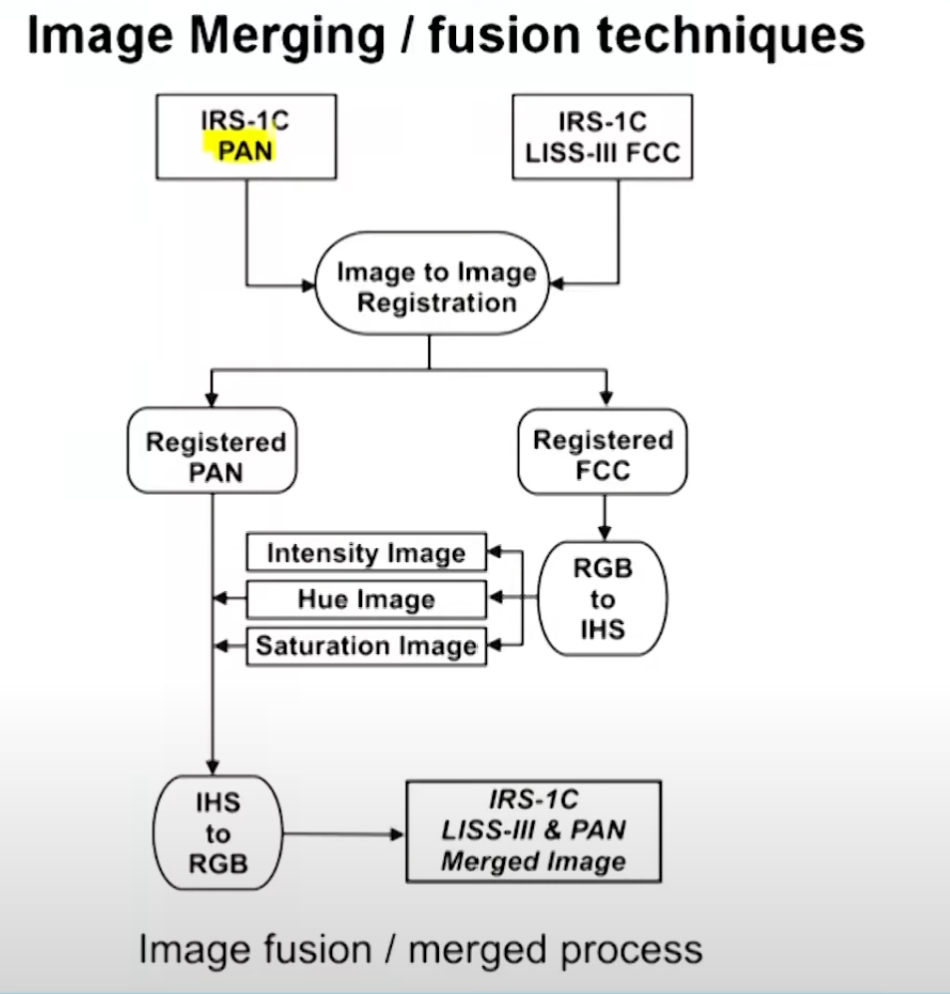 Image Merging / fusion techniques
IRS-1C
PAN
IRS-1C
LISS-III FCC
Image to Image
Registration
Registered
PAN
Registered
FCC
Intensity Image
Hue Image
Saturation Image
RGB
to
IHS
IHS
to
RGB
IRS-1C
LISS-III & PAN
Merged Image
Image fusion / merged process